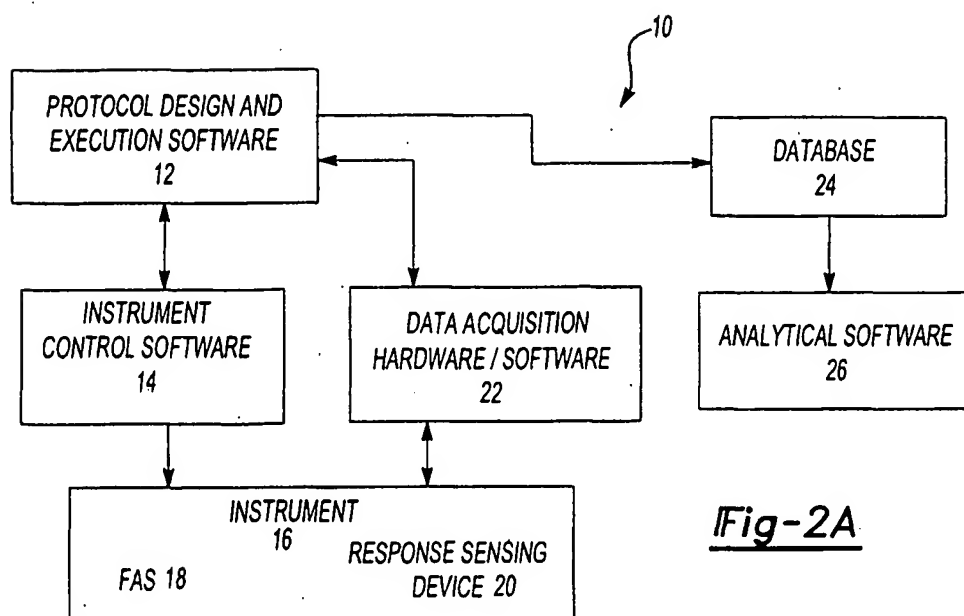 10
PROTOCOL DESIGN AND
EXECUTION SOFTWARE
12
DATABASE
24
INSTRUMENT
CONTROL SOFTWARE
14
DATA ACQUISITION
HARDWARE / SOFTWARE
22
ANALYTICAL SOFTWARE
26
INSTRUMENT
16
FAS 18
RESPONSE SENSING
DEVICE 20
Fig-2A